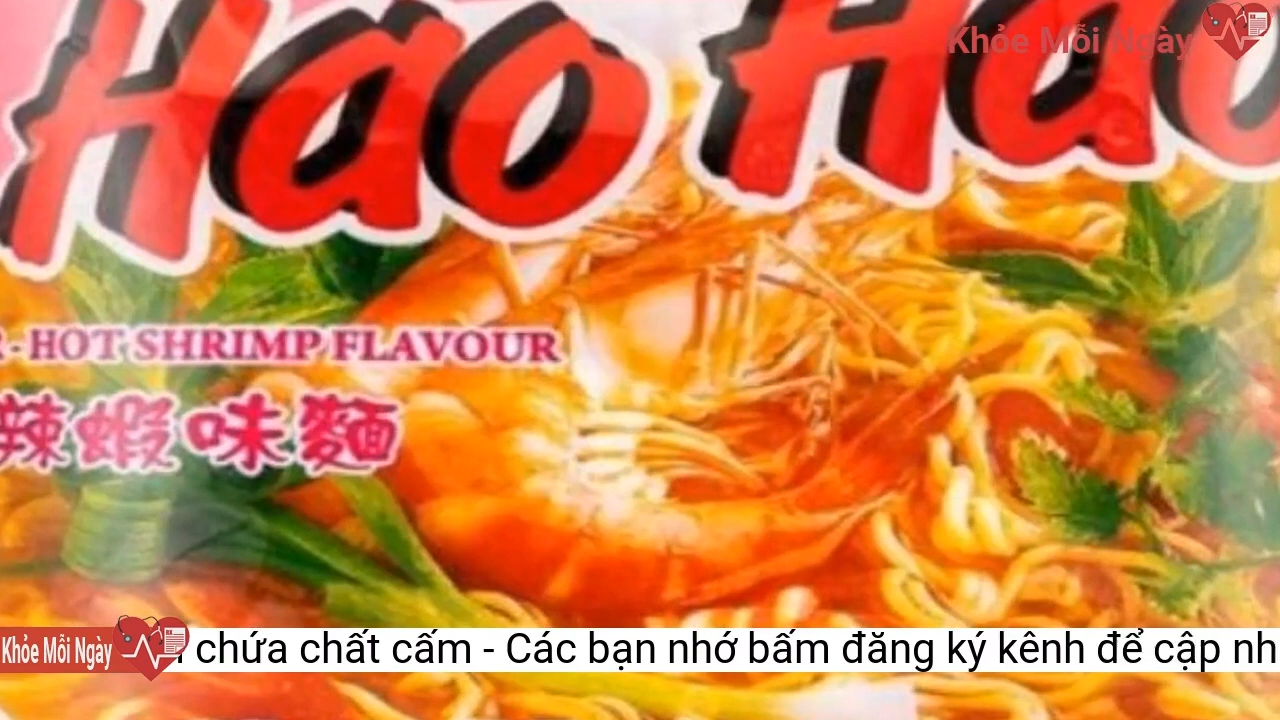 Hao Hao
Khỏe Mỗi Ngày
HOT SHRIMP FLAVOUR
辣蝦味麵
Khỏe Mỗi Ngày
chứa chất cấm - Các bạn nhớ bấm đăng ký kênh để cập nh